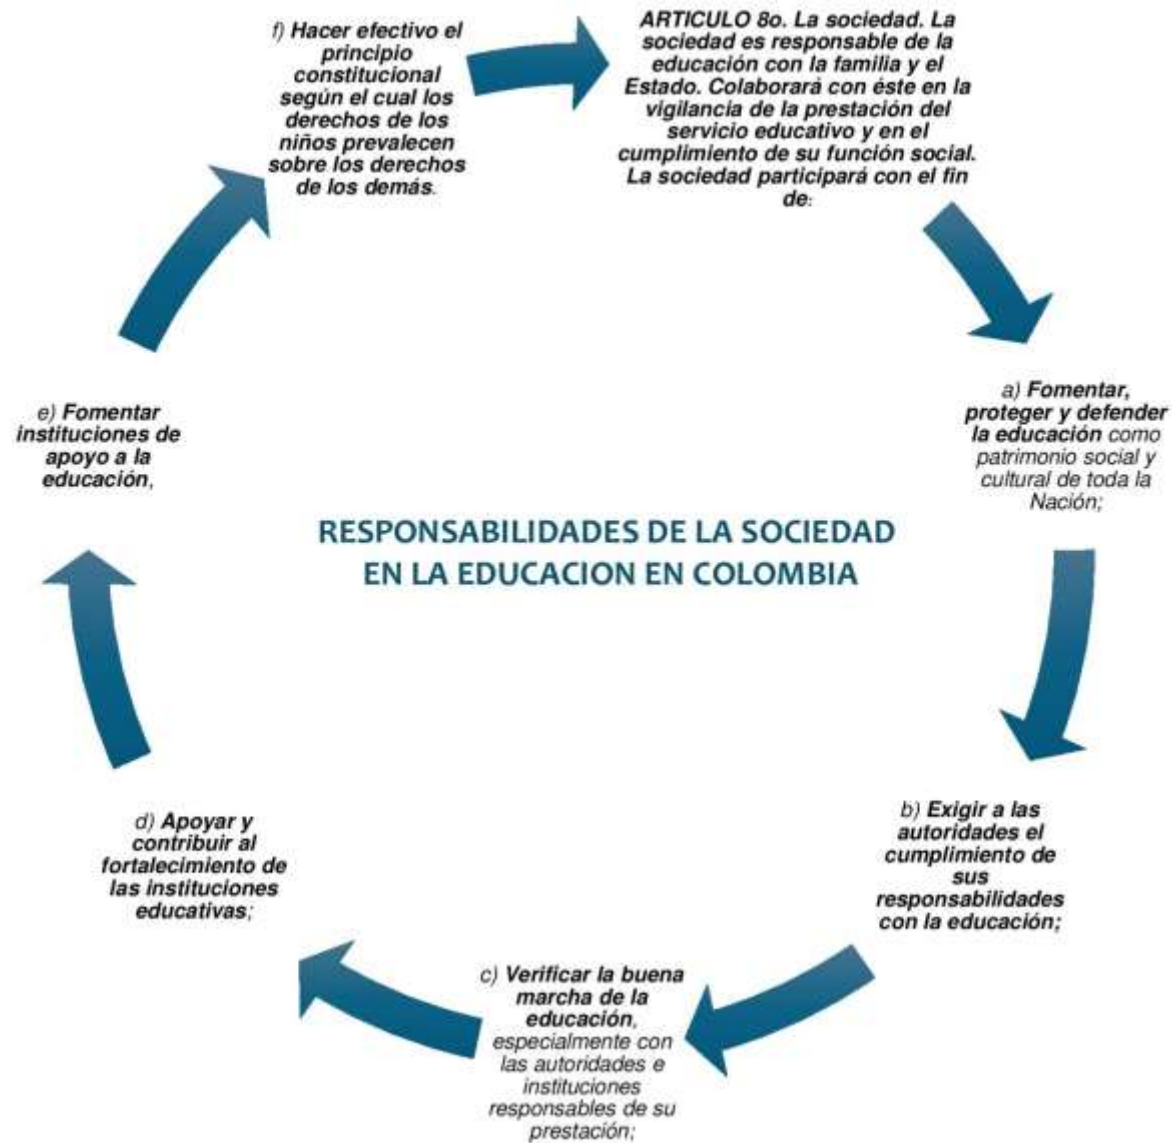 ARTICULO 8o. La sociedad. La
sociedad es responsable de la
educación con la familia y el
Estado. Colaborará con éste en la
vigilancia de la prestación del
servicio educativo y en el
cumplimiento de su función social.
La sociedad participará con el fin
de:
a) Fomentar,
proteger y defender
la educación como
patrimonio social y
cultural de toda la
Nación;
b) Exigir a las
autoridades el
cumplimiento de
sus
responsabilidades
con la educación;
c) Verificar la buena
marcha de la
educación,
especialmente con
las autoridades e
instituciones
responsables de su
prestación;
d) Apoyar y
contribuir al
fortalecimiento de
las instituciones
educativas;
e) Fomentar
instituciones de
apoyo a la
educación,
f) Hacer efectivo el
principio
constitucional
según el cual los
derechos de los
niños prevalecen
sobre los derechos
de los demás.
RESPONSABILIDADES DE LA SOCIEDAD
EN LA EDUCACION EN COLOMBIA